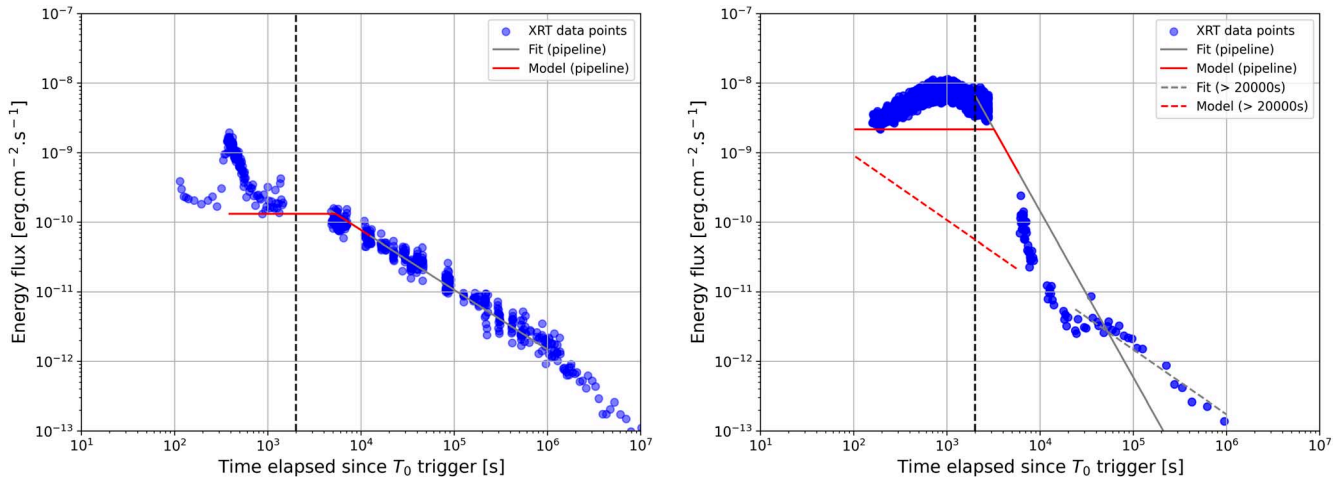 10⁻⁷
10⁻⁸
10⁻⁹
10⁻¹⁰
10⁻¹¹
10⁻¹²
10⁻¹³
Energy flux [erg.cm⁻².s⁻¹]
10¹ 10² 10³ 10⁴ 10⁵ 10⁶ 10⁷
Time elapsed since T₀ trigger [s]
XRT data points
Fit (pipeline)
Model (pipeline)
10⁻⁷
10⁻⁸
10⁻⁹
10⁻¹⁰
10⁻¹¹
10⁻¹²
10⁻¹³
Energy flux [erg.cm⁻².s⁻¹]
10¹ 10² 10³ 10⁴ 10⁵ 10⁶ 10⁷
Time elapsed since T₀ trigger [s]
XRT data points
Fit (pipeline)
Model (pipeline)
Fit (> 20000s)
Model (> 20000s)